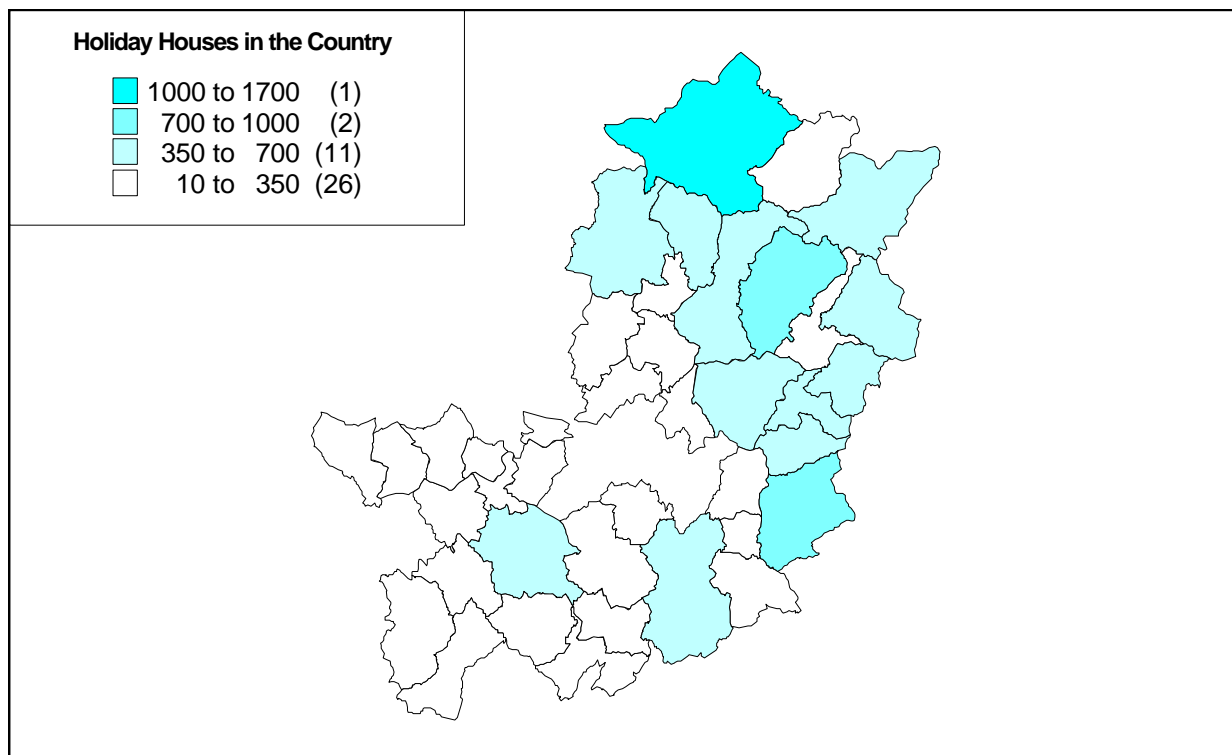 Holiday Houses in the Country
1000 to 1700 (1)
700 to 1000 (2)
350 to 700 (11)
10 to 350 (26)